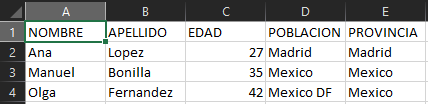 A B C D E
1 NOMBRE APELLIDO EDAD POBLACION PROVINCIA
2 Ana Lopez 27 Madrid Madrid
3 Manuel Bonilla 35 Mexico Mexico
4 Olga Fernandez 42 Mexico DF Mexico